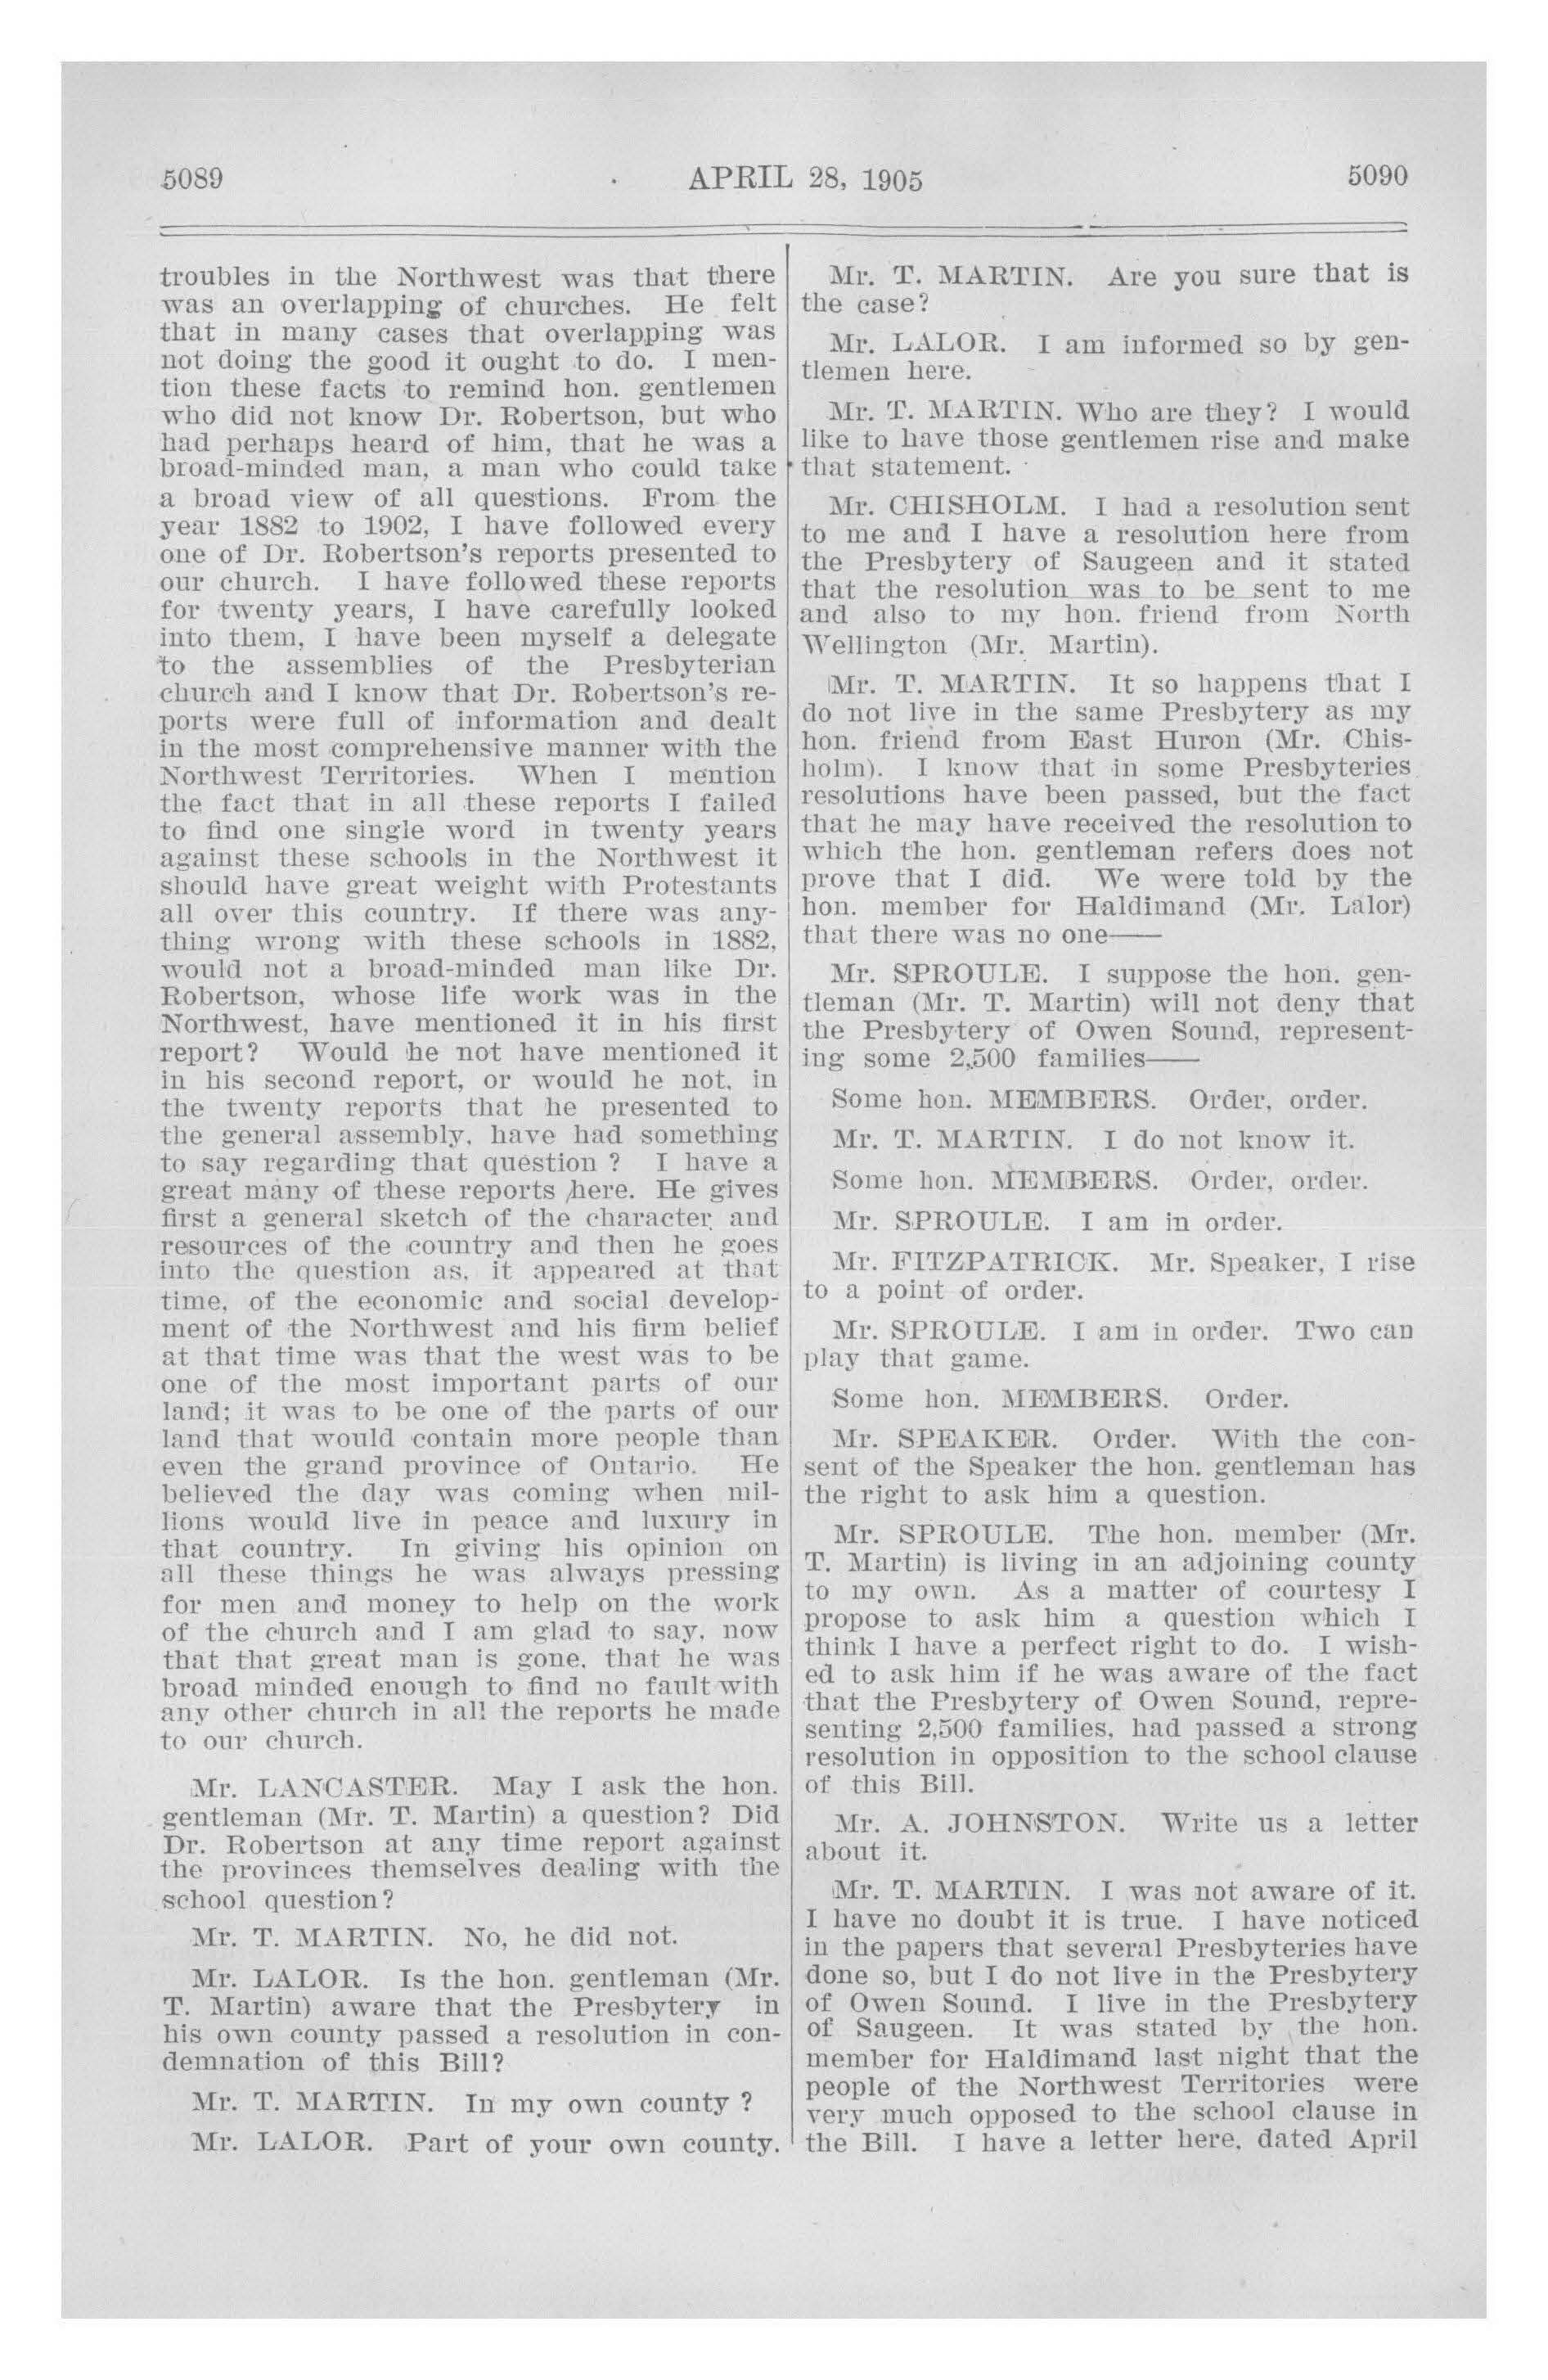 5089 APRIL 28, 1905 5090
troubles in the Northwest was that there
was an overlapping of churches. He felt
that in many cases that overlapping was
not doing the good it ought to do. I men-
tion these facts to remind hon. gentlemen
who did not know Dr. Robertson, but who
had perhaps heard of him, that he was a
broad-minded man, a man who could take
a broad view of all questions. From the
year 1882 to 1902, I have followed every
one of Dr. Robertson's reports presented to
our church. I have followed these reports
for twenty years, I have carefully looked
into them, I have been myself a delegate
to the assemblies of the Presbyterian
church and I know that Dr. Robertson's re-
ports were full of information and dealt
in the most comprehensive manner with the
Northwest Territories. When I mention
the fact that in all these reports I failed
to find one single word in twenty years
against these schools in the Northwest it
should have great weight with Protestants
all over this country. If there was any-
thing wrong with these schools in 1882,
would not a broad-minded man like Dr.
Robertson, whose life work was in the
Northwest, have mentioned it in his first
report? Would he not have mentioned it
in his second report, or would he not, in
the twenty reports that he presented to
the general assembly, have had something
to say regarding that question ? I have a
great many of these reports here. He gives
first a general sketch of the character and
resources of the country and then he goes
into the question as, it appeared at that
time, of the economic and social develop-
ment of the Northwest and his firm belief
at that time was that the west was to be
one of the most important parts of our
land; it was to be one of the parts of our
land that would contain more people than
even the grand province of Ontario. He
believed the day was coming when mil-
lions would live in peace and luxury in
that country. In giving his opinion on
all these things he was always pressing
for men and money to help on the work
of the church and I am glad to say, now
that that great man is gone, that he was
broad minded enough to find no fault with
any other church in all the reports he made
to our church.
Mr. LANCASTER. May I ask the hon.
gentleman (Mr. T. Martin) a question? Did
Dr. Robertson at any time report against
the provinces themselves dealing with the
school question?
Mr. T. MARTIN. No, he did not.
Mr. LALOR. Is the hon. gentleman (Mr.
T. Martin) aware that the Presbytery in
his own county passed a resolution in con-
demnation of this Bill?
Mr. T. MARTIN. In my own county ?
Mr. LALOR. Part of your own county.
Mr. T. MARTIN. Are you sure that is
the case?
Mr. LALOR. I am informed so by gen-
tlemen here.
Mr. T. MARTIN. Who are they? I would
like to have those gentlemen rise and make
that statement.
Mr. CHISHOLM. I had a resolution sent
to me and I have a resolution here from
the Presbytery of Saugeen and it stated
that the resolution was to be sent to me
and also to my hon. friend from North
Wellington (Mr. Martin).
Mr. T. MARTIN. It so happens that I
do not live in the same Presbytery as my
hon. friend from East Huron (Mr. Chis-
holm). I know that in some Presbyteries
resolutions have been passed, but the fact
that he may have received the resolution to
which the hon. gentleman refers does not
prove that I did. We were told by the
hon. member for Haldimand (Mr. Lalor)
that there was no one——
Mr. SPROULE. I suppose the hon. gen-
tleman (Mr. T. Martin) will not deny that
the Presbytery of Owen Sound, represent-
ing some 2,500 families——
Some hon. MEMBERS. Order, order.
Mr. T. MARTIN. I do not know it.
Some hon. MEMBERS. Order, order.
Mr. SPROULE. I am in order.
Mr. FITZPATRICK. Mr. Speaker, I rise
to a point of order.
Mr. SPROULE. I am in order. Two can
play that game.
Some hon. MEMBERS. Order.
Mr. SPEAKER. Order. With the con-
sent of the Speaker the hon. gentleman has
the right to ask him a question.
Mr. SPROULE. The hon. member (Mr.
T. Martin) is living in an adjoining county
to my own. As a matter of courtesy I
propose to ask him a question which I
think I have a perfect right to do. I wish-
ed to ask him if he was aware of the fact
that the Presbytery of Owen Sound, repre-
senting 2,500 families, had passed a strong
resolution in opposition to the school clause
of this Bill.
Mr. A. JOHNSTON. Write us a letter
about it.
Mr. T. MARTIN. I was not aware of it.
I have no doubt it is true. I have noticed
in the papers that several Presbyteries have
done so, but I do not live in the Presbytery
of Owen Sound. I live in the Presbytery
of Saugeen. It was stated by the hon.
member for Haldimand last night that the
people of the Northwest Territories were
very much opposed to the school clause in
the Bill. I have a letter here, dated April